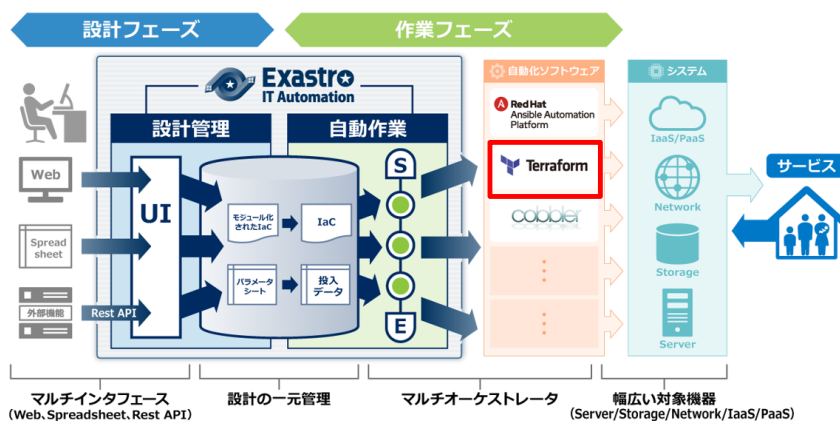 設計フェーズ
作業フェーズ
Exastro
IT Automation
設計管理
自動作業
Web
Spread
sheet
外部機能
Rest API
UI
モジュール化
されたIaC
IaC
パラメータ
シート
投入
データ
S
E
自動化ソフトウェア
Red Hat
Ansible Automation
Platform
Terraform
cobbler
システム
IaaS/PaaS
Network
Storage
Server
サービス
マルチインタフェース
(Web、Spreadsheet、Rest API)
設計の一元管理
マルチオーケストレータ
幅広い対象機器
(Server/Storage/Network/IaaS/PaaS)